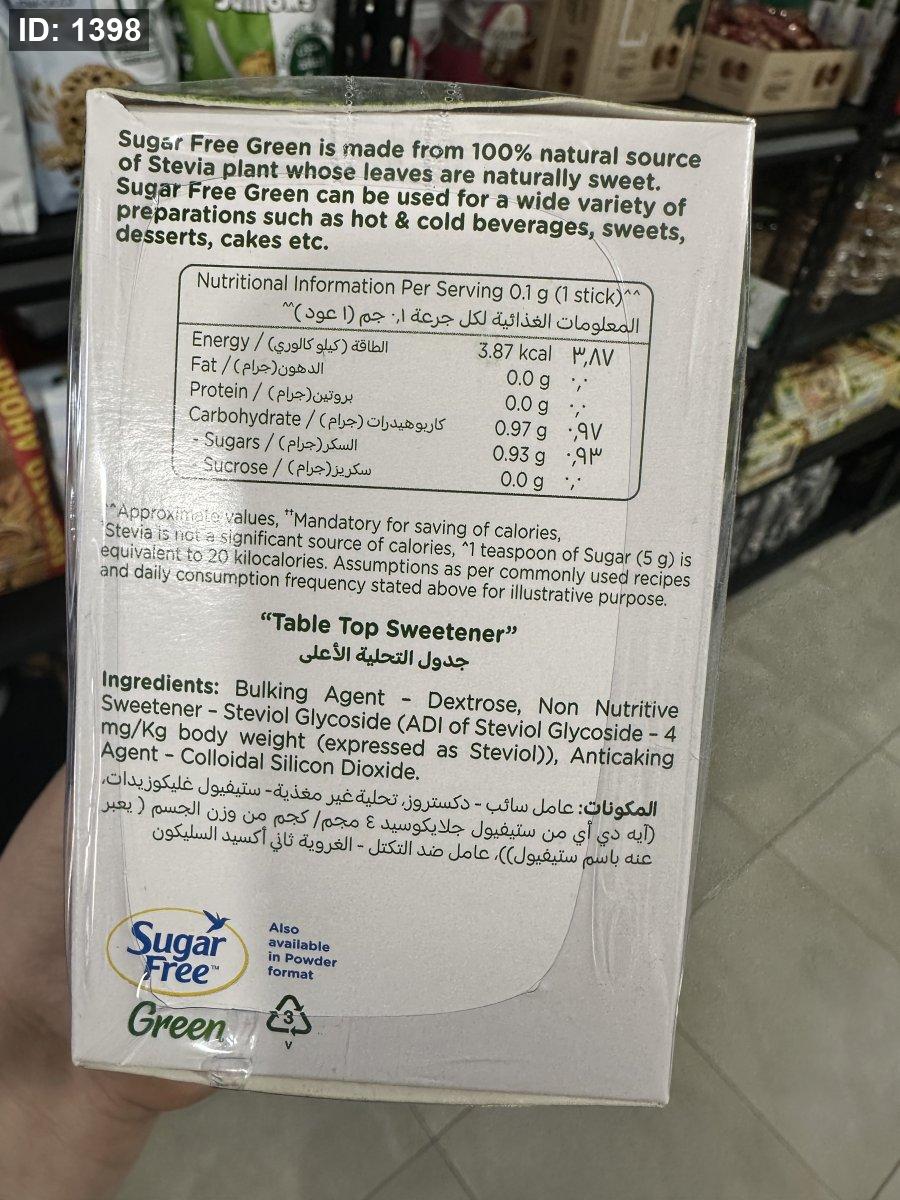 ID: 1398
Sugar Free Green is made from 100% natural source
of Stevia plant whose leaves are naturally sweet.
Sugar Free Green can be used for a wide variety of
preparations such as hot & cold beverages, sweets,
desserts, cakes etc.
Nutritional Information Per Serving 0.1 g (1 stick)^^
المعلومات الغذائية لكل جرعة ٠,١ جم (١ عود)^^
Energy / الطاقة (كيلو كالوري) 3.87 kcal ٣,٨٧
Fat / الدهون(جرام) 0.0 g ٠,٠
Protein / بروتين(جرام) 0.0 g ٠,٠
Carbohydrate / كاربوهيدرات (جرام) 0.97 g ٠,٩٧
- Sugars / السكر(جرام) 0.93 g ٠,٩٣
- Sucrose / سكريز(جرام) 0.0 g ٠,٠
^^Approximate values, ††Mandatory for saving of calories,
*Stevia is not a significant source of calories, ^1 teaspoon of Sugar (5 g) is
equivalent to 20 kilocalories. Assumptions as per commonly used recipes
and daily consumption frequency stated above for illustrative purpose.
“Table Top Sweetener”
جدول التحلية الأعلى
Ingredients: Bulking Agent - Dextrose, Non Nutritive
Sweetener – Steviol Glycoside (ADI of Steviol Glycoside – 4
mg/Kg body weight (expressed as Steviol)), Anticaking
Agent – Colloidal Silicon Dioxide.
المكونات: عامل سائب - دكستروز، تحلية غير مغذية - ستيفيول غليكوزيدات،
(آيه دي أي من ستيفيول جلايكوسيد ٤ مجم/ كجم من وزن الجسم ( يعبر
عنه باسم ستيفيول))، عامل ضد التكتل - الغروية ثاني أكسيد السليكون
Sugar
Free™
Green
Also
available
in Powder
format
3
V